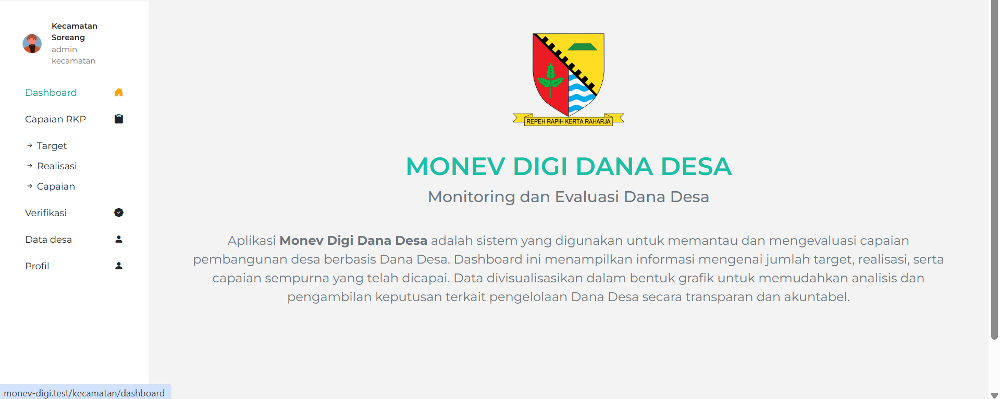 Kecamatan
Soreang
admin
kecamatan
Dashboard
Capaian RKP
→ Target
→ Realisasi
→ Capaian
Verifikasi
Data desa
Profil
REPEH RAPIH KERTA RAHARJA
MONEV DIGI DANA DESA
Monitoring dan Evaluasi Dana Desa
Aplikasi Monev Digi Dana Desa adalah sistem yang digunakan untuk memantau dan mengevaluasi capaian
pembangunan desa berbasis Dana Desa. Dashboard ini menampilkan informasi mengenai jumlah target, realisasi, serta
capaian sempurna yang telah dicapai. Data divisualisasikan dalam bentuk grafik untuk memudahkan analisis dan
pengambilan keputusan terkait pengelolaan Dana Desa secara transparan dan akuntabel.
monev-digi.test/kecamatan/dashboard